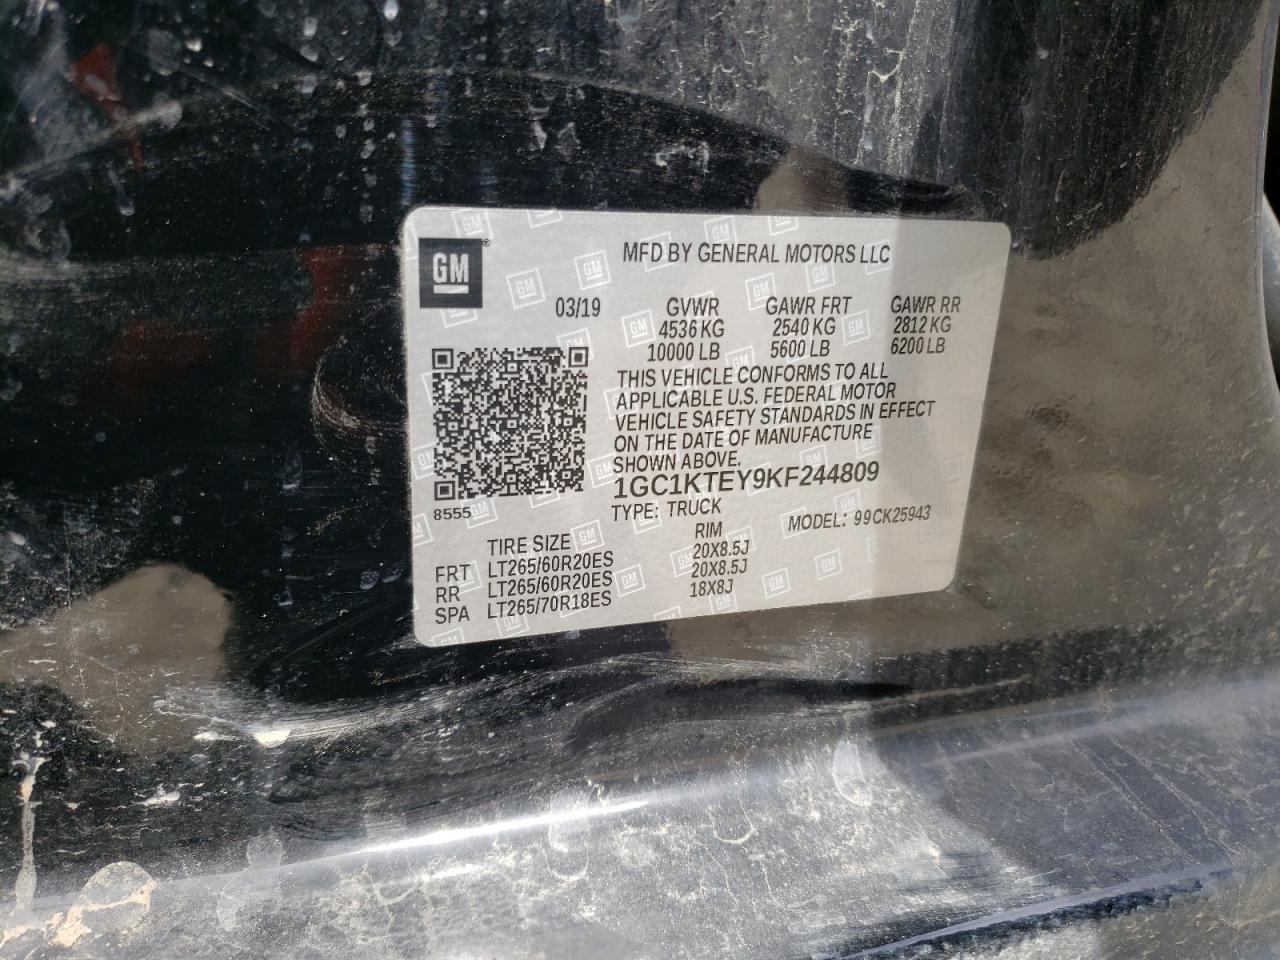 GM
MFD BY GENERAL MOTORS LLC
03/19 GVWR GAWR FRT GAWR RR
4536 KG 2540 KG 2812 KG
10000 LB 5600 LB 6200 LB
THIS VEHICLE CONFORMS TO ALL
APPLICABLE U.S. FEDERAL MOTOR
VEHICLE SAFETY STANDARDS IN EFFECT
ON THE DATE OF MANUFACTURE
SHOWN ABOVE.
8555 1GC1KTEY9KF244809
TYPE: TRUCK MODEL: 99CK25943
TIRE SIZE RIM
FRT LT265/60R20ES 20X8.5J
RR LT265/60R20ES 20X8.5J
SPA LT265/70R18ES 18X8J